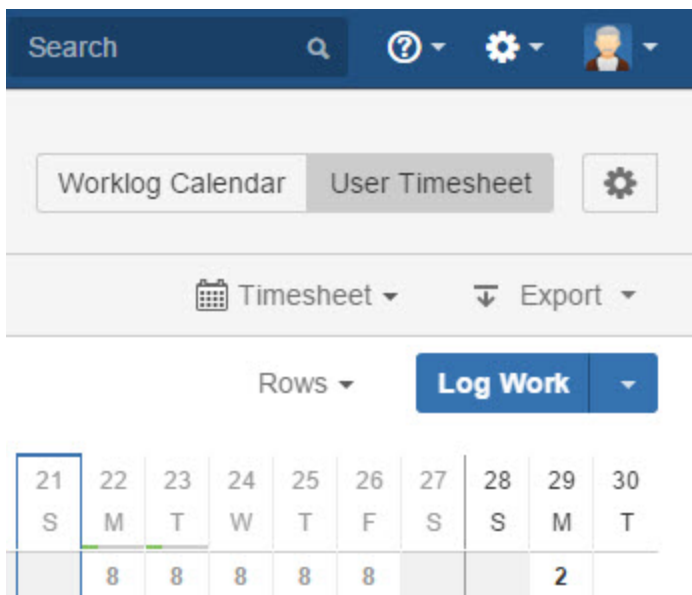 Search
Worklog Calendar User Timesheet
Timesheet Export
Rows Log Work
21 22 23 24 25 26 27 28 29 30
S M T W T F S S M T
8 8 8 8 8 2